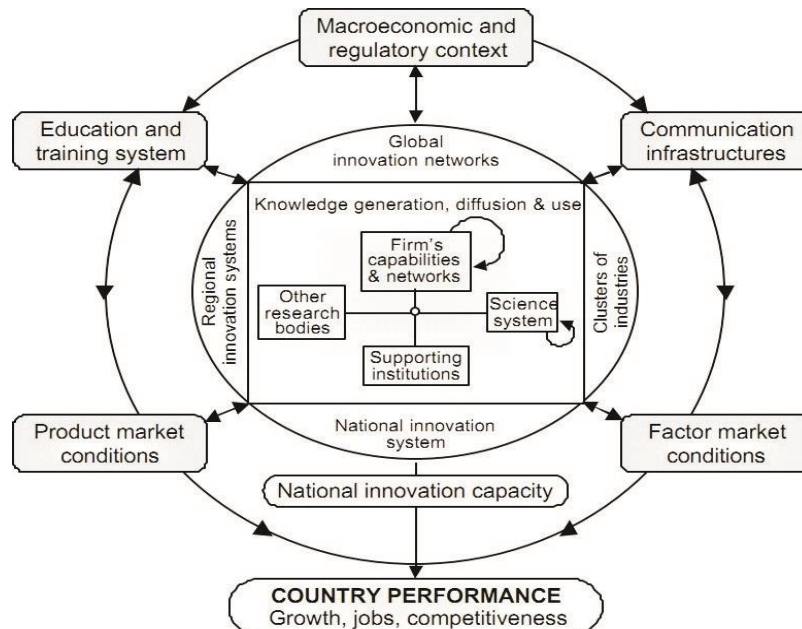 Macroeconomic and
regulatory context
Education and
training system
Communication
infrastructures
Global
innovation networks
Knowledge generation, diffusion & use
Regional
innovation systems
Firm's
capabilities
& networks
Other
research
bodies
Science
system
Supporting
institutions
Clusters of
industries
Product market
conditions
National innovation
system
Factor market
conditions
National innovation capacity
COUNTRY PERFORMANCE
Growth, jobs, competitiveness